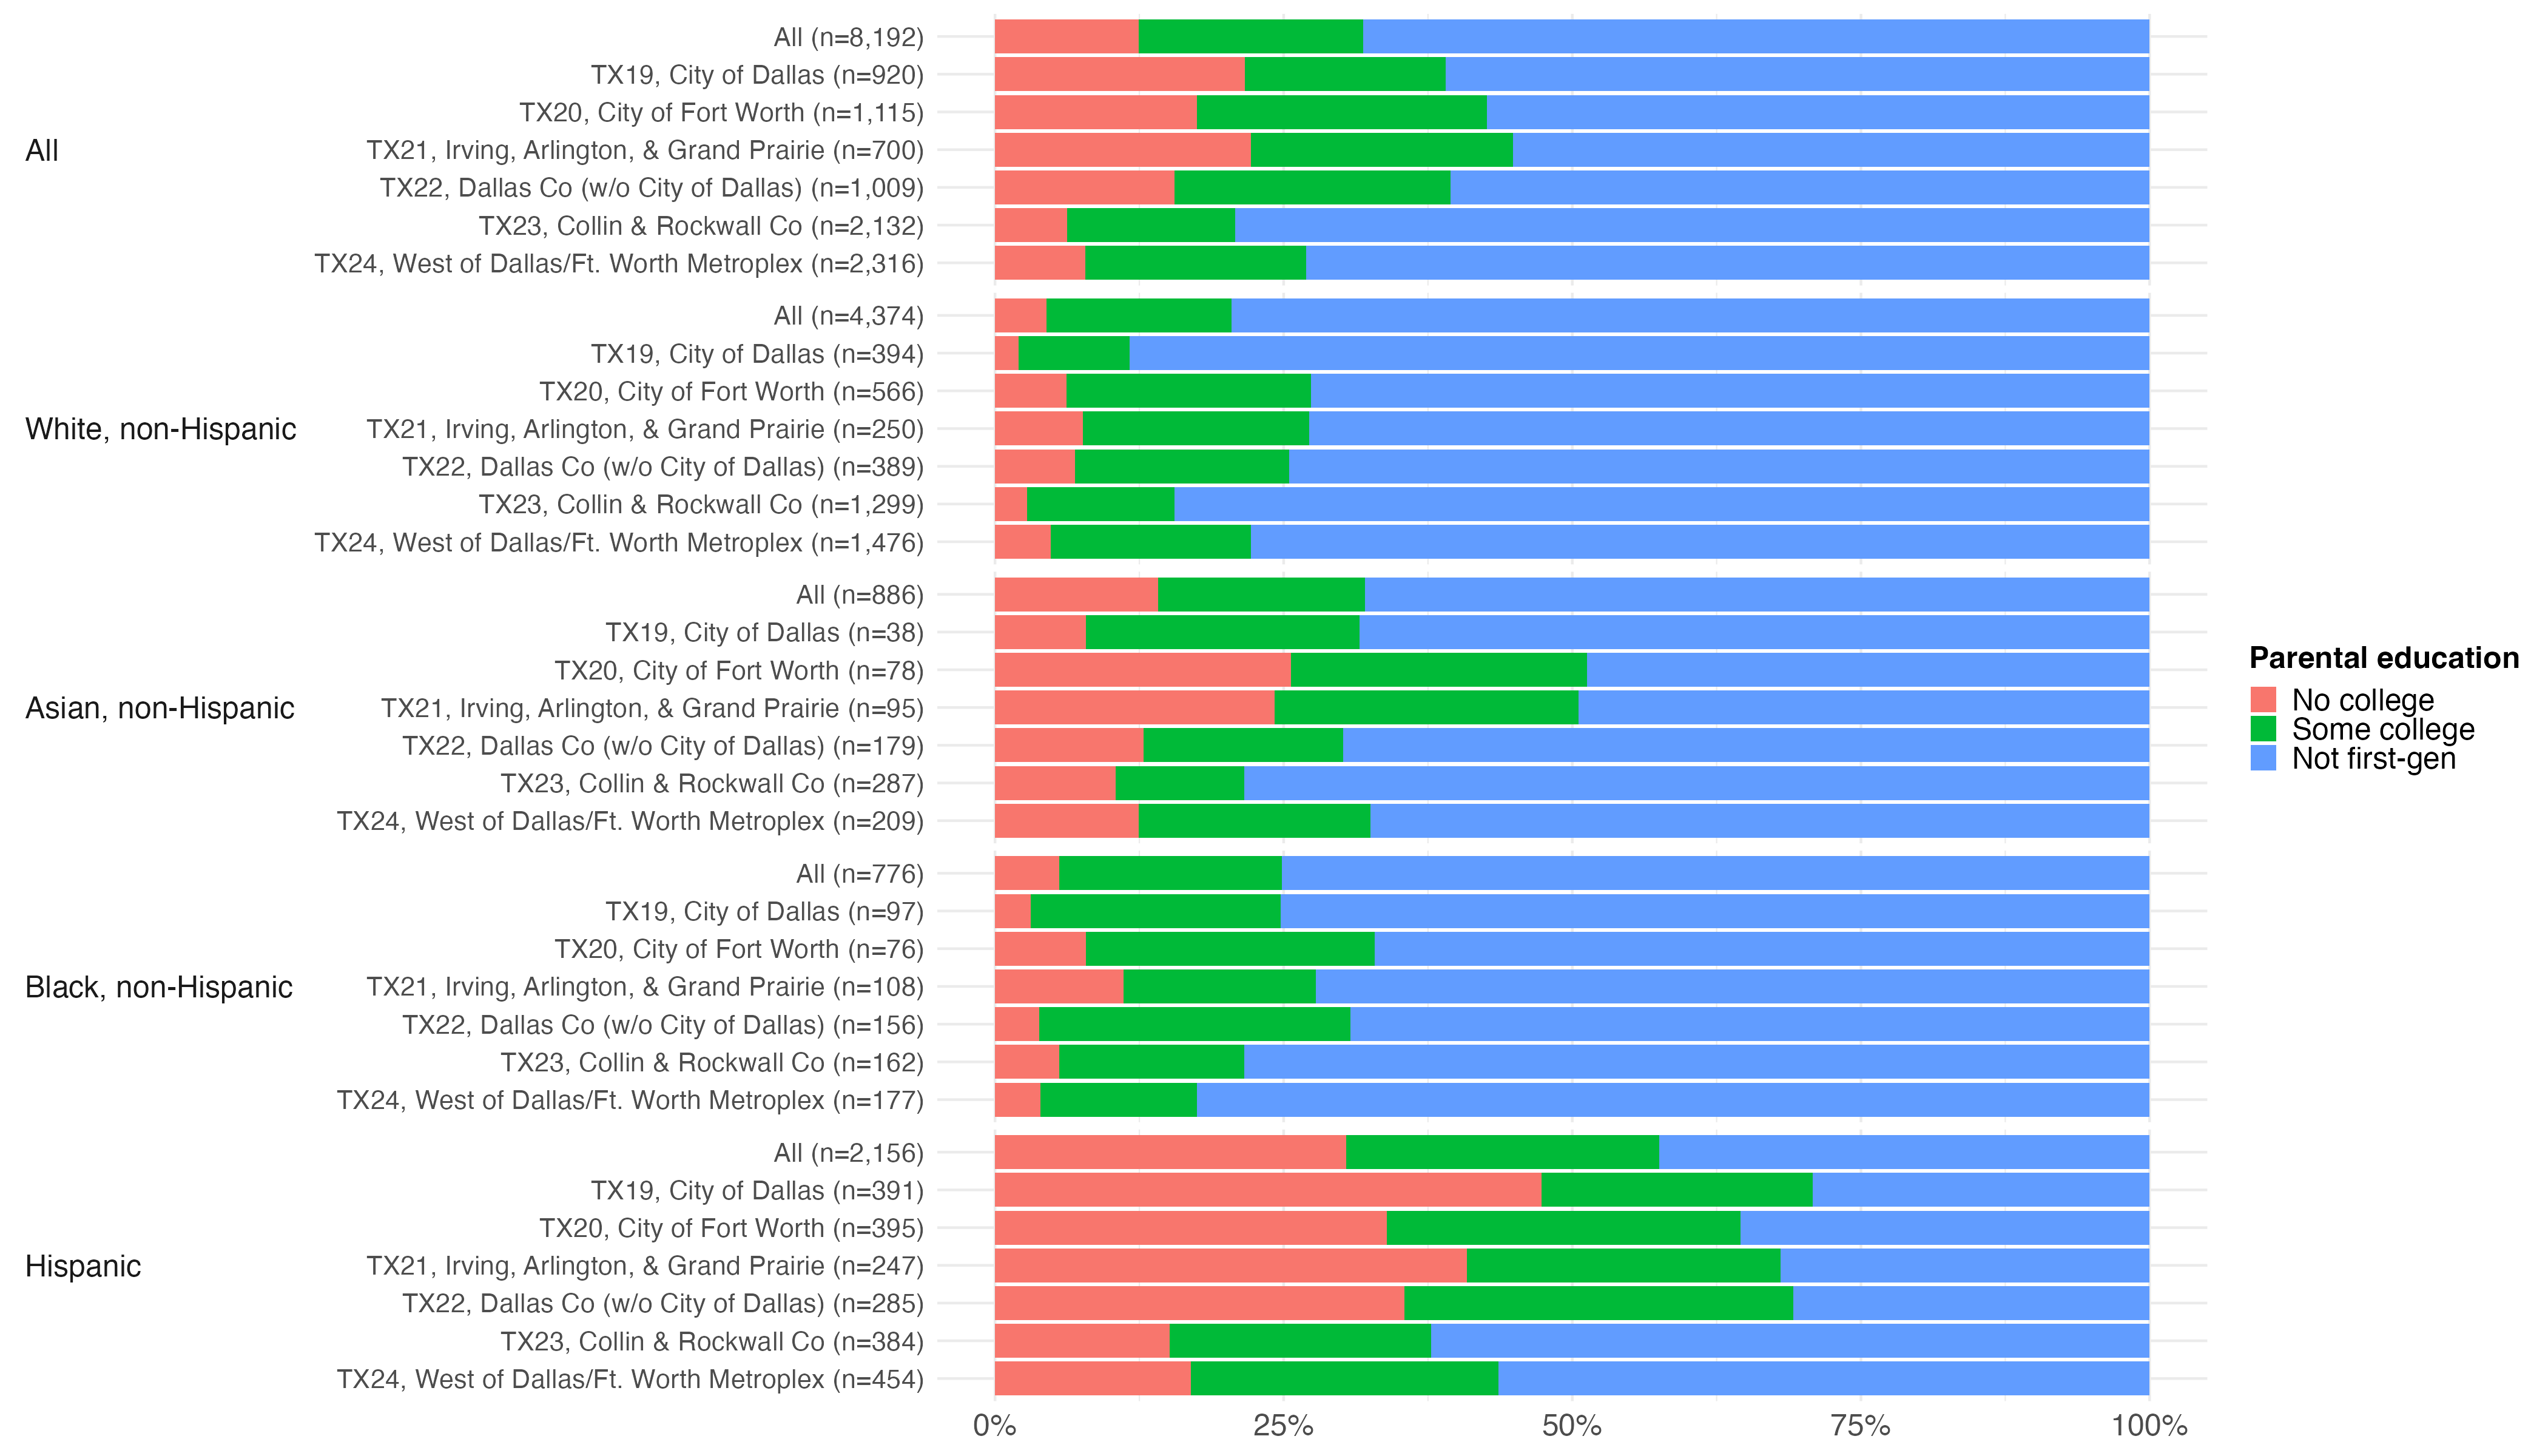 All
All (n=8,192)
TX19, City of Dallas (n=920)
TX20, City of Fort Worth (n=1,115)
TX21, Irving, Arlington, & Grand Prairie (n=700)
TX22, Dallas Co (w/o City of Dallas) (n=1,009)
TX23, Collin & Rockwall Co (n=2,132)
TX24, West of Dallas/Ft. Worth Metroplex (n=2,316)
White, non-Hispanic
All (n=4,374)
TX19, City of Dallas (n=394)
TX20, City of Fort Worth (n=566)
TX21, Irving, Arlington, & Grand Prairie (n=250)
TX22, Dallas Co (w/o City of Dallas) (n=389)
TX23, Collin & Rockwall Co (n=1,299)
TX24, West of Dallas/Ft. Worth Metroplex (n=1,476)
Asian, non-Hispanic
All (n=886)
TX19, City of Dallas (n=38)
TX20, City of Fort Worth (n=78)
TX21, Irving, Arlington, & Grand Prairie (n=95)
TX22, Dallas Co (w/o City of Dallas) (n=179)
TX23, Collin & Rockwall Co (n=287)
TX24, West of Dallas/Ft. Worth Metroplex (n=209)
Black, non-Hispanic
All (n=776)
TX19, City of Dallas (n=97)
TX20, City of Fort Worth (n=76)
TX21, Irving, Arlington, & Grand Prairie (n=108)
TX22, Dallas Co (w/o City of Dallas) (n=156)
TX23, Collin & Rockwall Co (n=162)
TX24, West of Dallas/Ft. Worth Metroplex (n=177)
Hispanic
All (n=2,156)
TX19, City of Dallas (n=391)
TX20, City of Fort Worth (n=395)
TX21, Irving, Arlington, & Grand Prairie (n=247)
TX22, Dallas Co (w/o City of Dallas) (n=285)
TX23, Collin & Rockwall Co (n=384)
TX24, West of Dallas/Ft. Worth Metroplex (n=454)
0% 25% 50% 75% 100%
Parental education
No college
Some college
Not first-gen